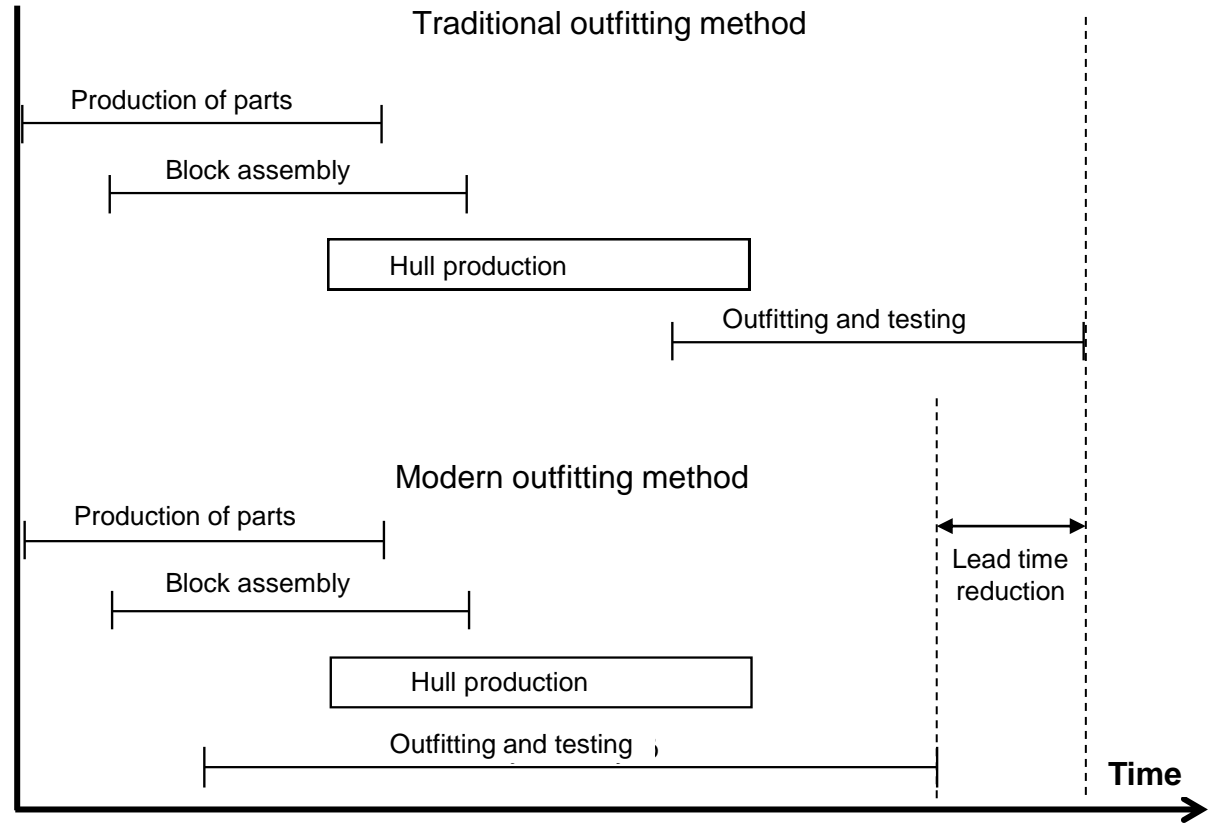 Traditional outfitting method
Production of parts
Block assembly
Hull production
Outfitting and testing
Modern outfitting method
Production of parts
Lead time
reduction
Block assembly
Hull production
Outfitting and testing
Time